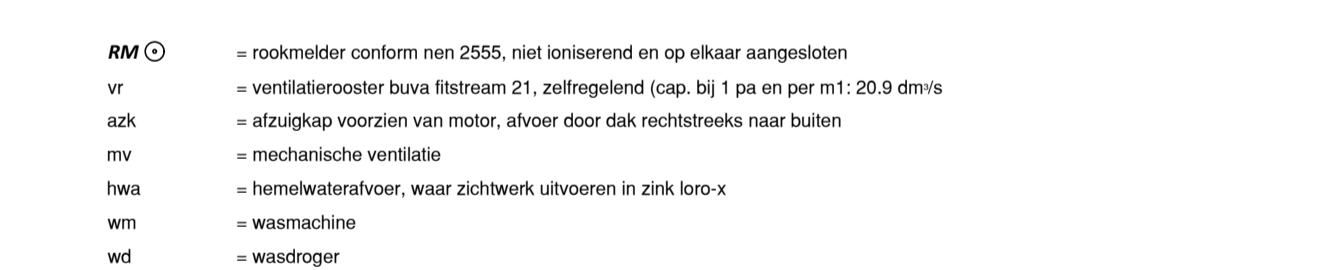 RM = rookmelder conform nen 2555, niet ioniserend en op elkaar aangesloten
vr = ventilatierooster buva fitstream 21, zelfregelend (cap. bij 1 pa en per m1: 20.9 dm³/s
azk = afzuigkap voorzien van motor, afvoer door dak rechtstreeks naar buiten
mv = mechanische ventilatie
hwa = hemelwaterafvoer, waar zichtwerk uitvoeren in zink loro-x
wm = wasmachine
wd = wasdroger